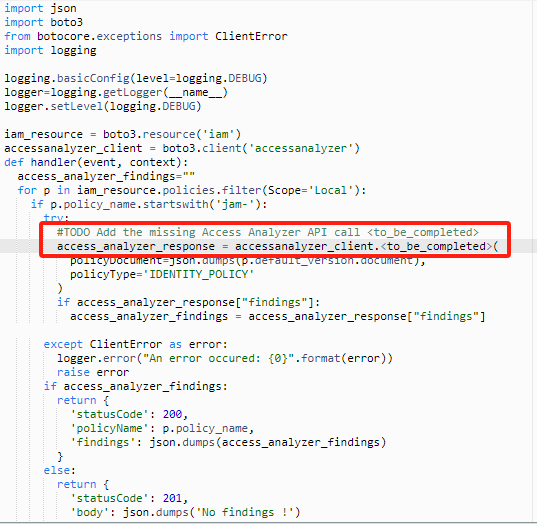 import json
import boto3
from botocore.exceptions import ClientError
import logging
logging.basicConfig(level=logging.DEBUG)
logger=logging.getLogger(__name__)
logger.setLevel(logging.DEBUG)
iam_resource = boto3.resource('iam')
accessanalyzer_client = boto3.client('accessanalyzer')
def handler(event, context):
access_analyzer_findings=""
for p in iam_resource.policies.filter(Scope='Local'):
if p.policy_name.startswith('jam-'):
try:
#TODO Add the missing Access Analyzer API call <to_be_completed>
access_analyzer_response = accessanalyzer_client.<to_be_completed>(
policyDocument=json.dumps(p.default_version.document),
policyType='IDENTITY_POLICY'
)
if access_analyzer_response["findings"]:
access_analyzer_findings = access_analyzer_response["findings"]
except ClientError as error:
logger.error("An error occured: {0}".format(error))
raise error
if access_analyzer_findings:
return {
'statusCode': 200,
'policyName': p.policy_name,
'findings': json.dumps(access_analyzer_findings)
}
else:
return {
'statusCode': 201,
'body': json.dumps('No findings !')